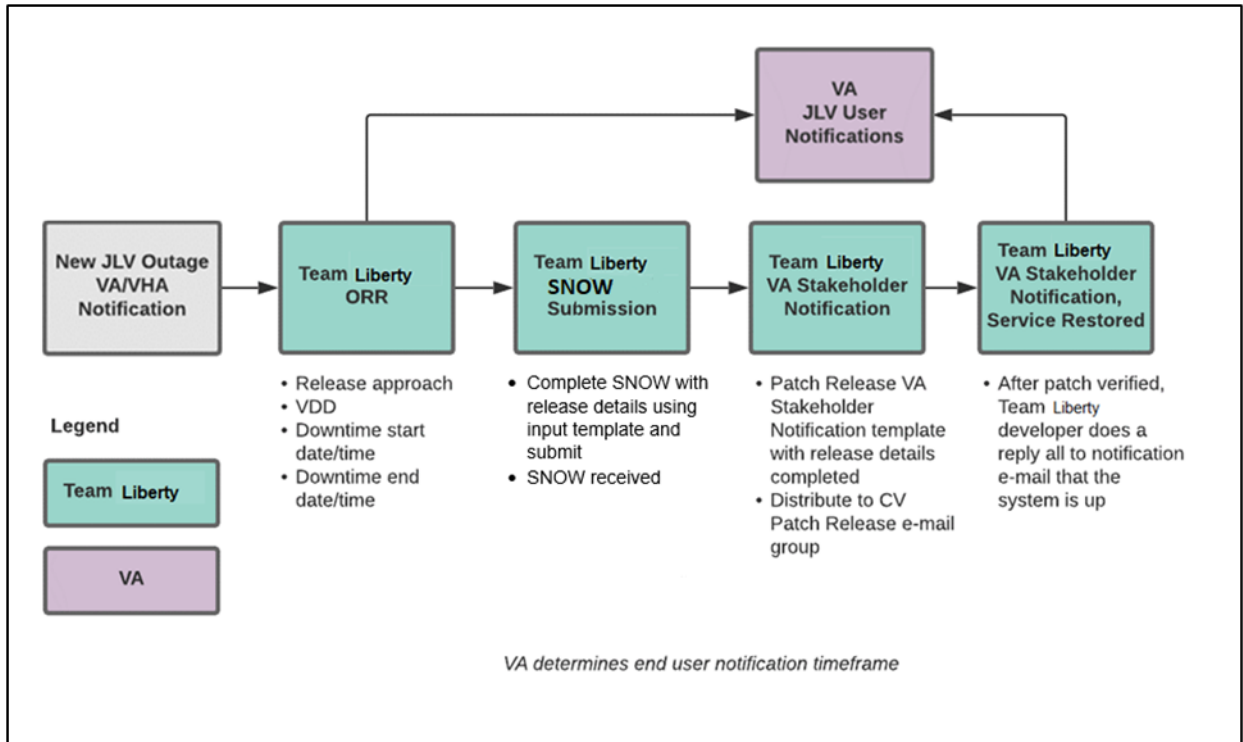 VA
JLV User
Notifications
New JLV Outage
VA/VHA
Notification
Team Liberty
ORR
Team Liberty
SNOW
Submission
Team Liberty
VA Stakeholder
Notification
Team Liberty
VA Stakeholder
Notification,
Service Restored
• Release approach
• VDD
• Downtime start
date/time
• Downtime end
date/time
• Complete SNOW with
release details using
input template and
submit
• SNOW received
• Patch Release VA
Stakeholder
Notification template
with release details
completed
• Distribute to CV
Patch Release e-mail
group
• After patch verified,
Team Liberty
developer does a
reply all to notification
e-mail that the
system is up
Legend
Team Liberty
VA
VA determines end user notification timeframe